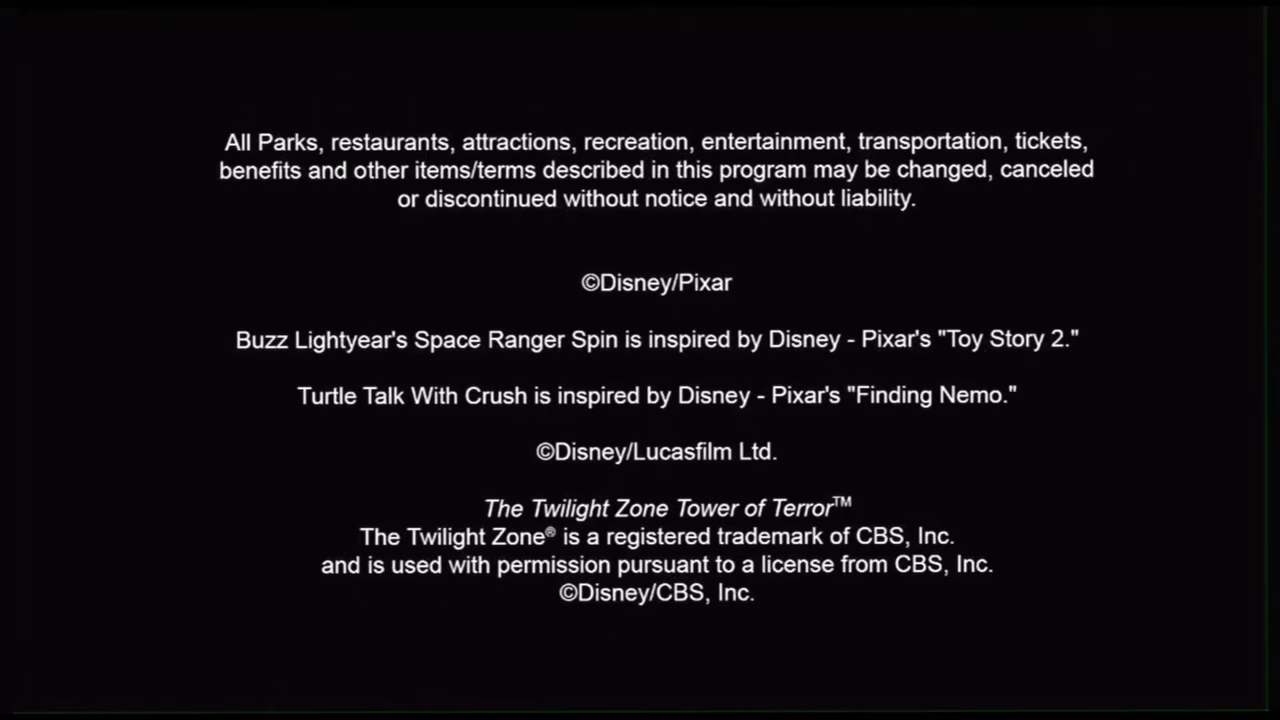 All Parks, restaurants, attractions, recreation, entertainment, transportation, tickets,
benefits and other items/terms described in this program may be changed, canceled
or discontinued without notice and without liability.
©Disney/Pixar
Buzz Lightyear's Space Ranger Spin is inspired by Disney - Pixar's "Toy Story 2."
Turtle Talk With Crush is inspired by Disney - Pixar's "Finding Nemo."
©Disney/Lucasfilm Ltd.
The Twilight Zone Tower of Terror™
The Twilight Zone® is a registered trademark of CBS, Inc.
and is used with permission pursuant to a license from CBS, Inc.
©Disney/CBS, Inc.